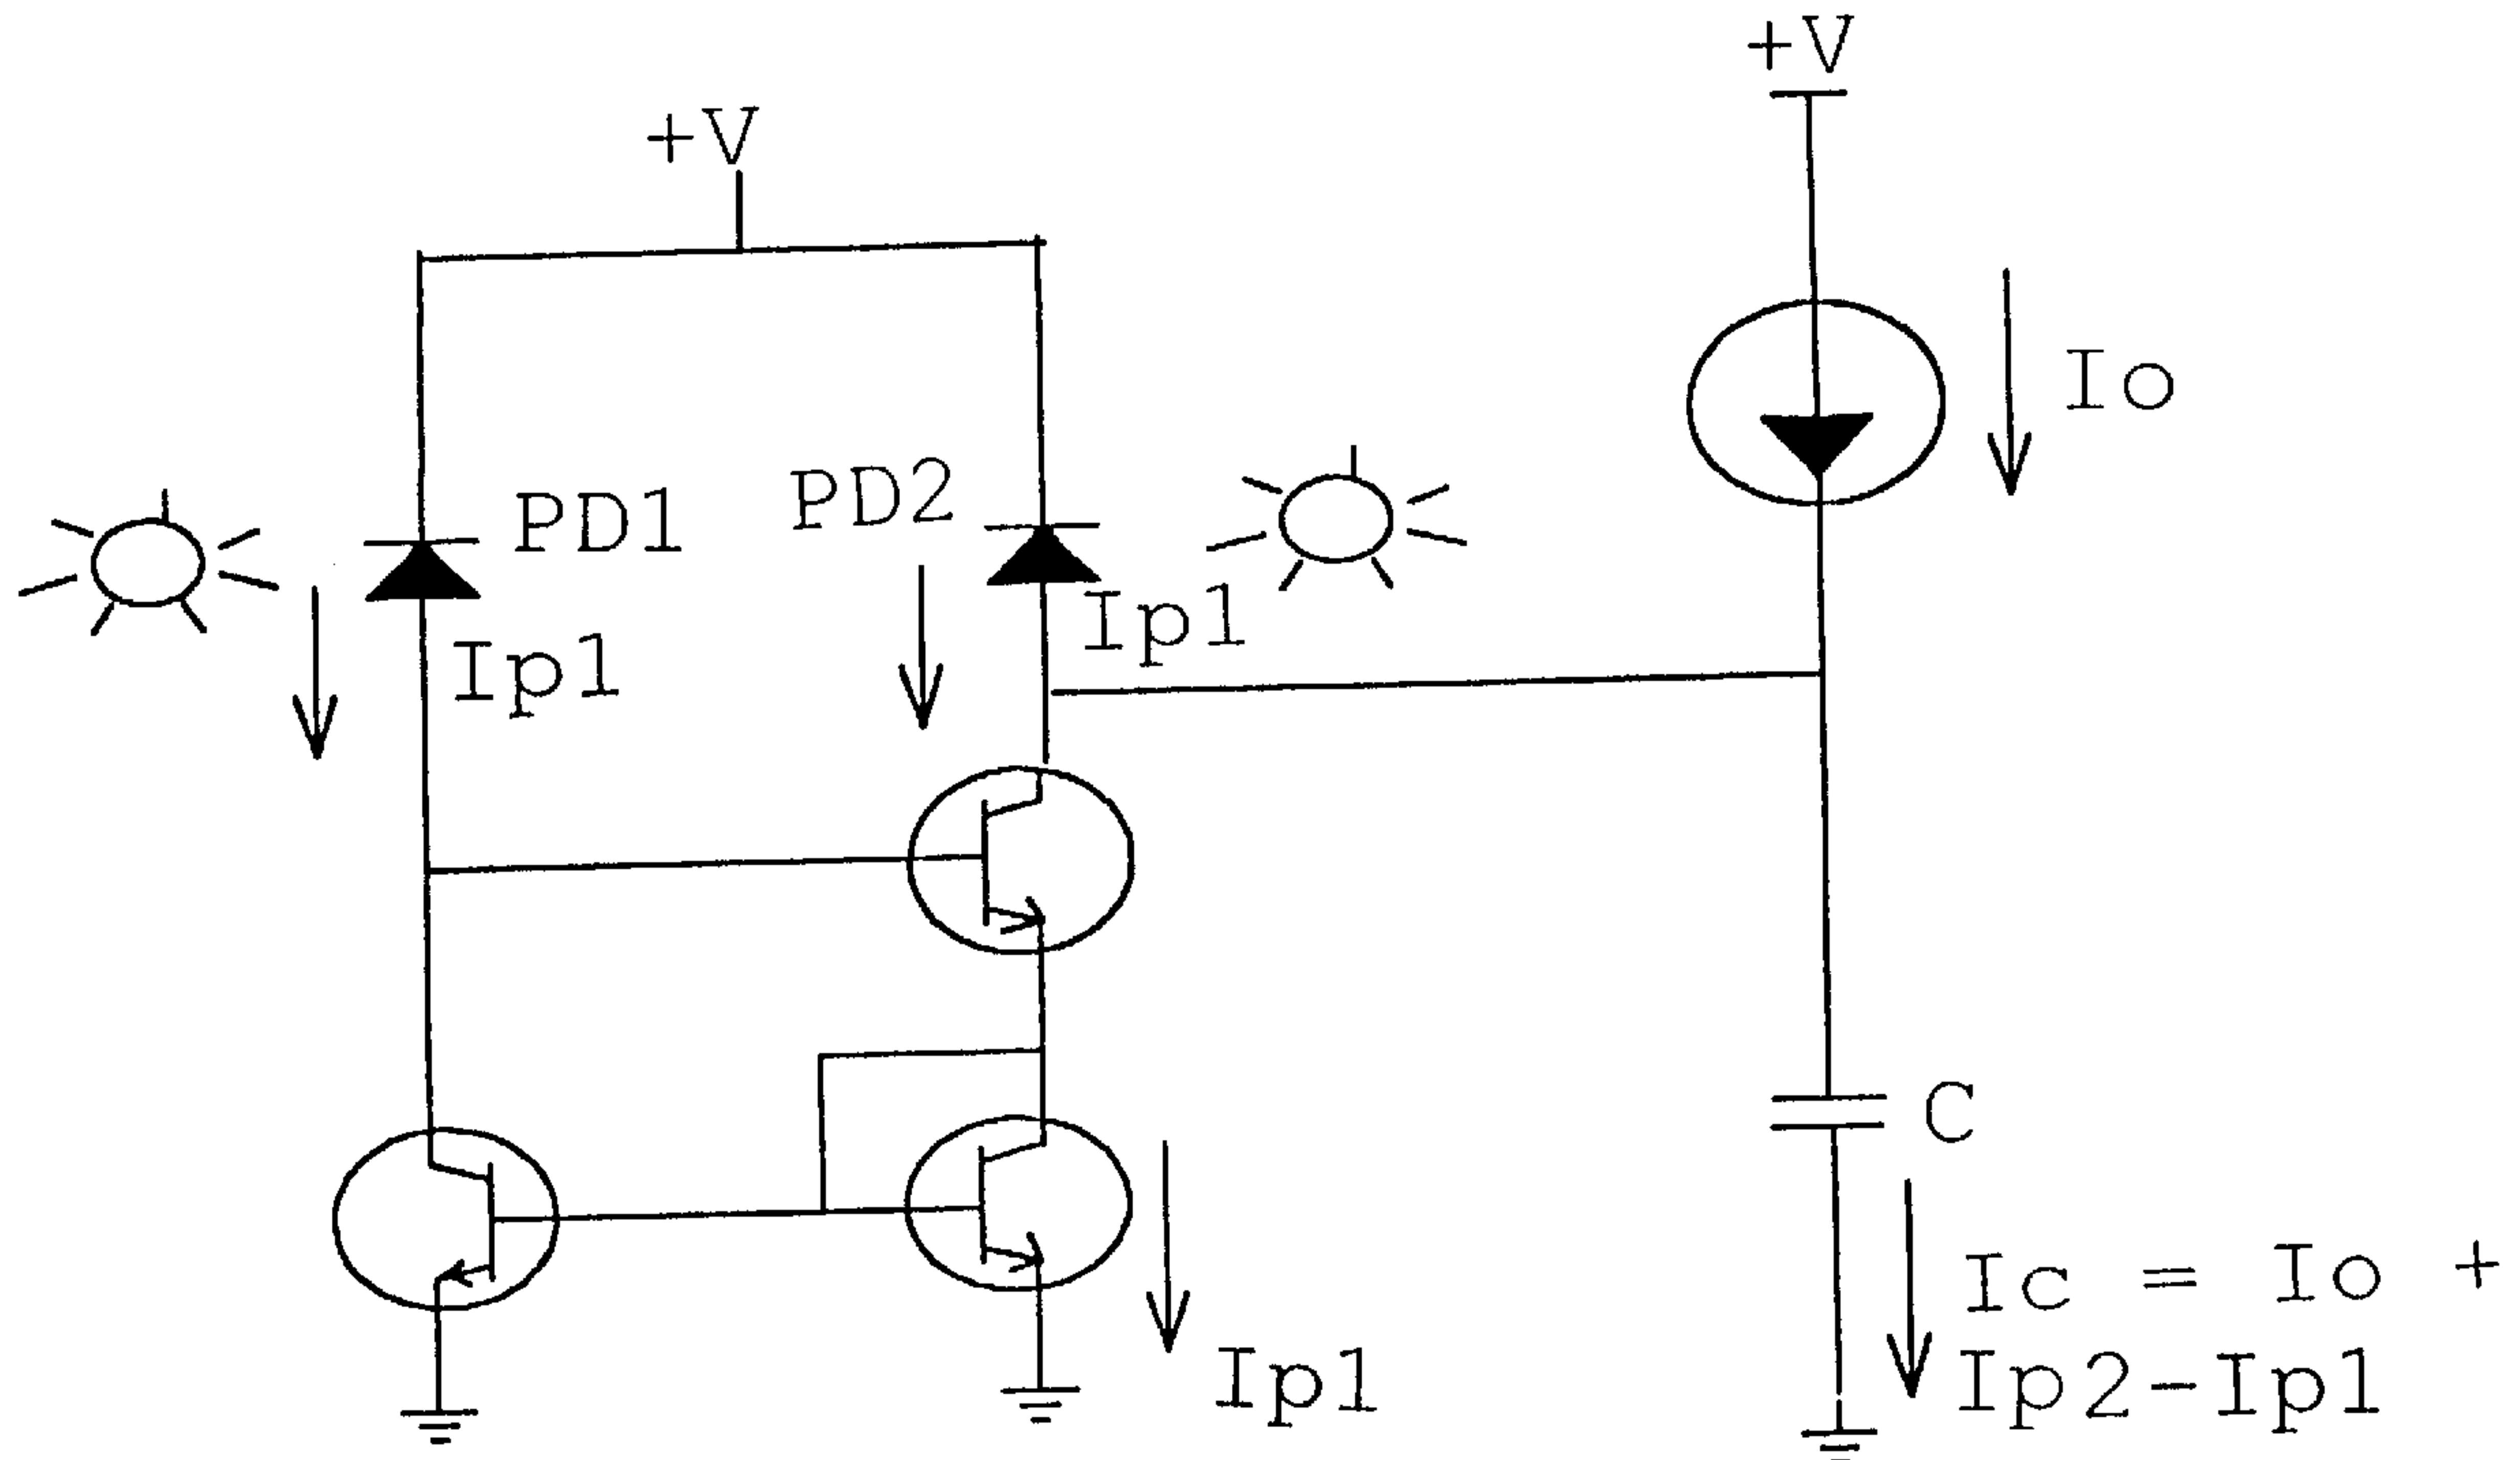 +V
+V
Io
PD1
PD2
Ip1
Ip1
C
Ic = Io +
Ip2-Ip1
Ip1